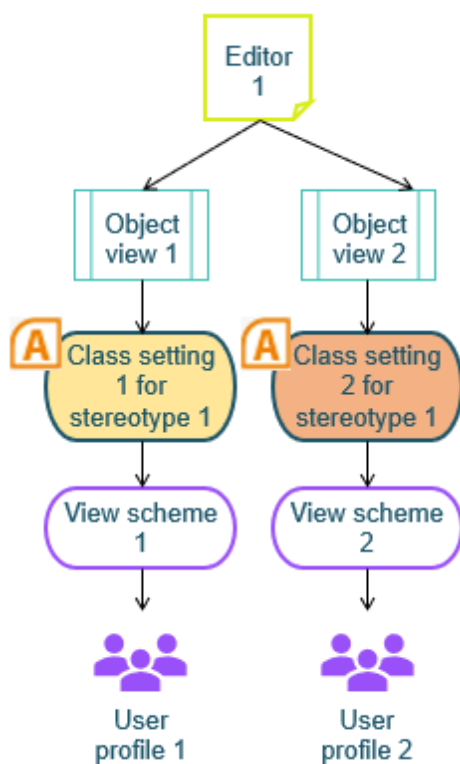 Editor
1
Object
view 1
Object
view 2
A
Class setting
1 for
stereotype 1
A
Class setting
2 for
stereotype 1
View scheme
1
View scheme
2
User
profile 1
User
profile 2